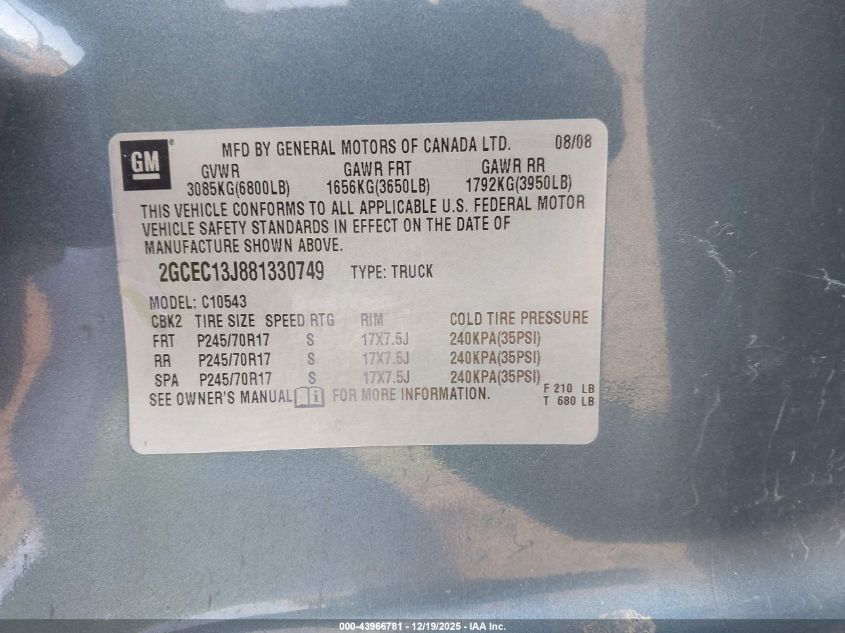 GM ®
MFD BY GENERAL MOTORS OF CANADA LTD. 08/08
GVWR GAWR FRT GAWR RR
3085KG(6800LB) 1656KG(3650LB) 1792KG(3950LB)
THIS VEHICLE CONFORMS TO ALL APPLICABLE U.S. FEDERAL MOTOR
VEHICLE SAFETY STANDARDS IN EFFECT ON THE DATE OF
MANUFACTURE SHOWN ABOVE.
2GCEC13J881330749 TYPE: TRUCK
MODEL: C10543
CBK2 TIRE SIZE SPEED RTG RIM COLD TIRE PRESSURE
FRT P245/70R17 S 17X7.5J 240KPA(35PSI)
RR P245/70R17 S 17X7.5J 240KPA(35PSI)
SPA P245/70R17 S 17X7.5J 240KPA(35PSI)
SEE OWNER'S MANUAL i FOR MORE INFORMATION.
F 210 LB
T 680 LB
000-43966781 - 12/19/2025 - IAA Inc.